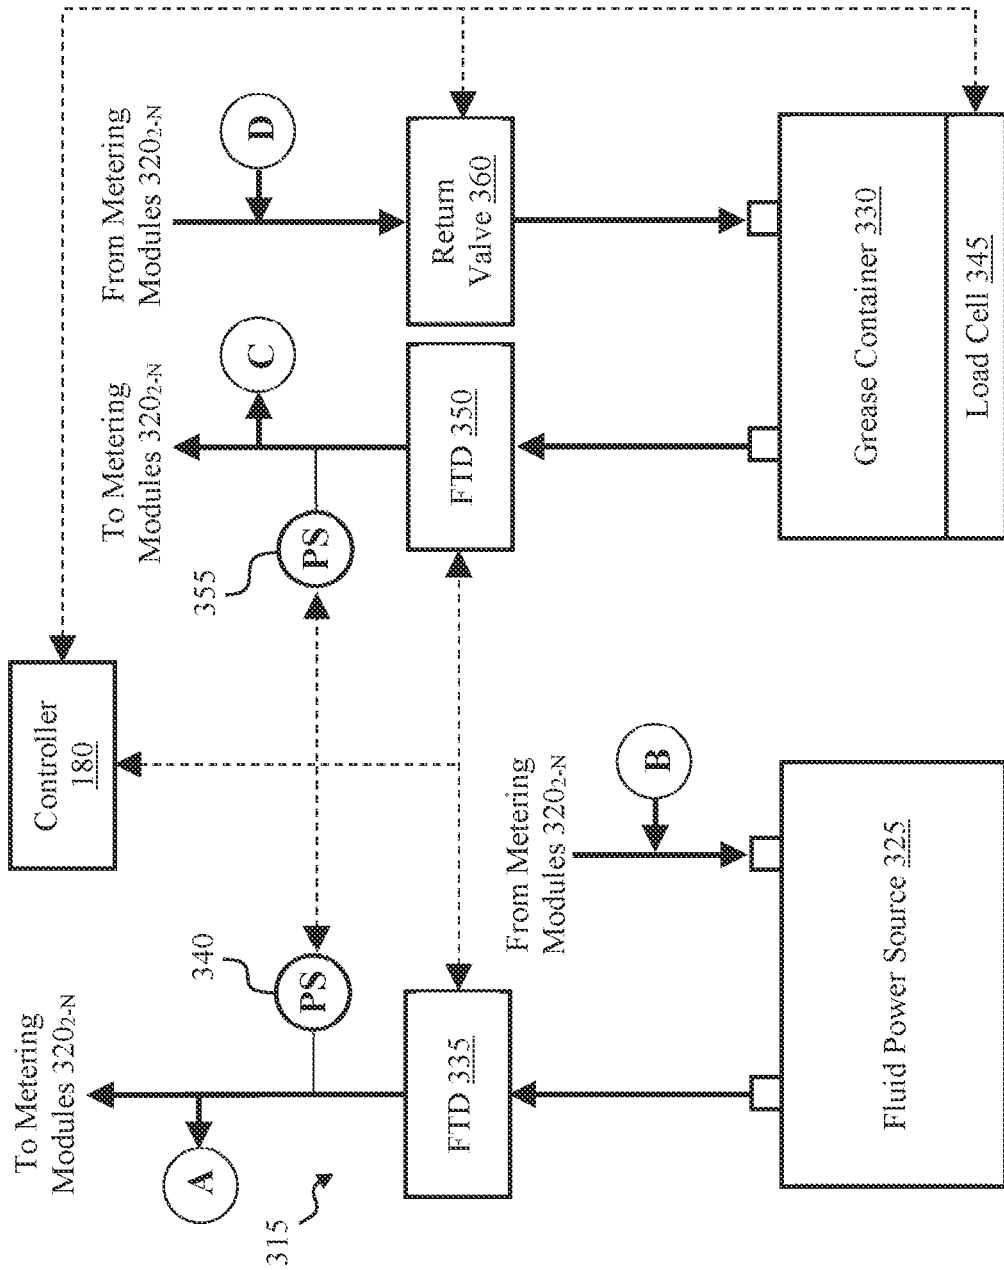 To Metering
Modules 320₂₋N
A
315
340
PS
FTD 335
Controller
180
From Metering
Modules 320₂₋N
B
Fluid Power Source 325
To Metering
Modules 320₂₋N
C
355
PS
FTD 350
From Metering
Modules 320₂₋N
D
Return
Valve 360
Grease Container 330
Load Cell 345